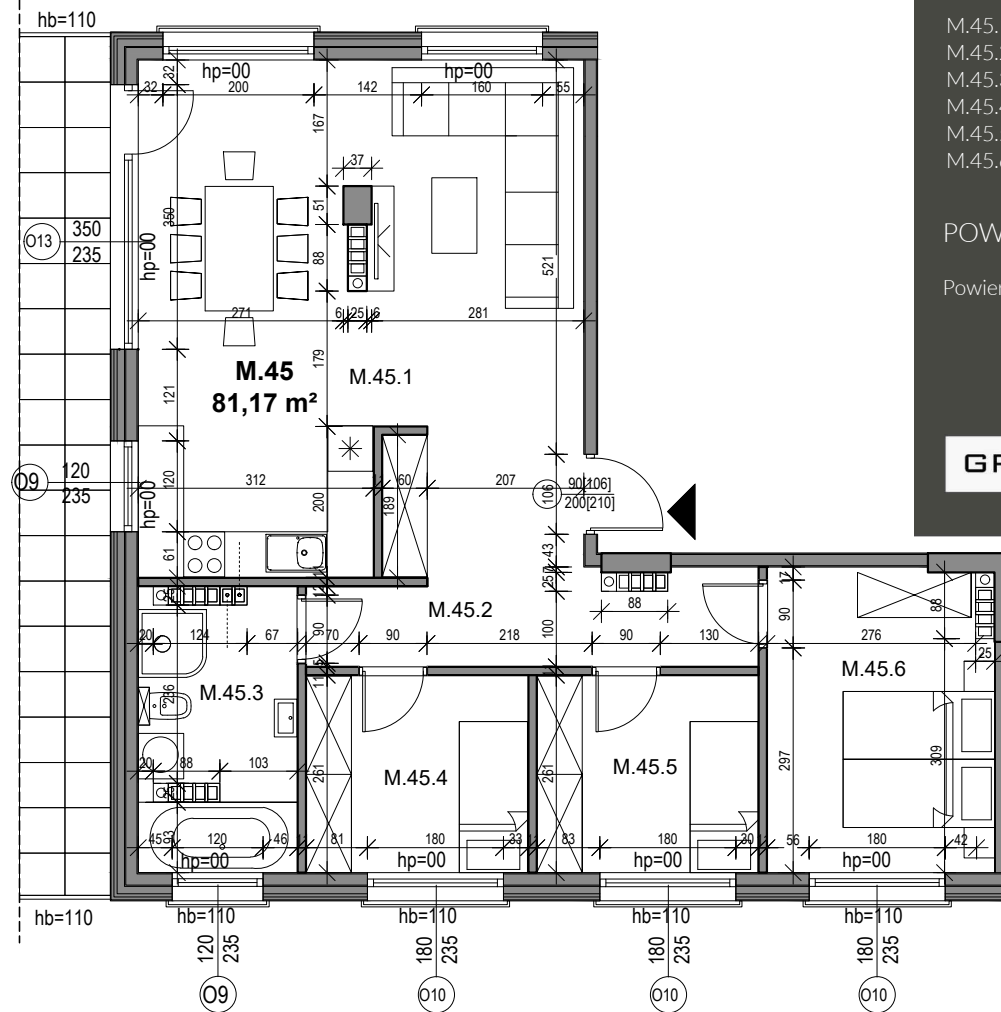 hb=110
M.45.
M.45.
M.45.
M.45.
M.45.
M.45.
POW
Powier
GR
hp=00
hp=00
32
32
200
142
160
55
167
37
51
88
350
521
O13
350
235
hp=00
271
6
25
6
281
179
M.45
81,17 m²
M.45.1
121
O9
120
235
hp=00
120
312
60
207
106
90[106]
200[210]
189
200
61
43
257
88
17
90
88
M.45.2
20
124
67
90
70
90
218
100
90
130
276
25
M.45.6
M.45.3
236
M.45.4
M.45.5
261
261
297
309
20
88
103
45
120
46
81
180
33
83
180
30
56
180
42
hp=00
hp=00
hp=00
hp=00
hb=110
hb=110
hb=110
hb=110
hb=110
120
235
180
235
180
235
180
235
O9
O10
O10
O10